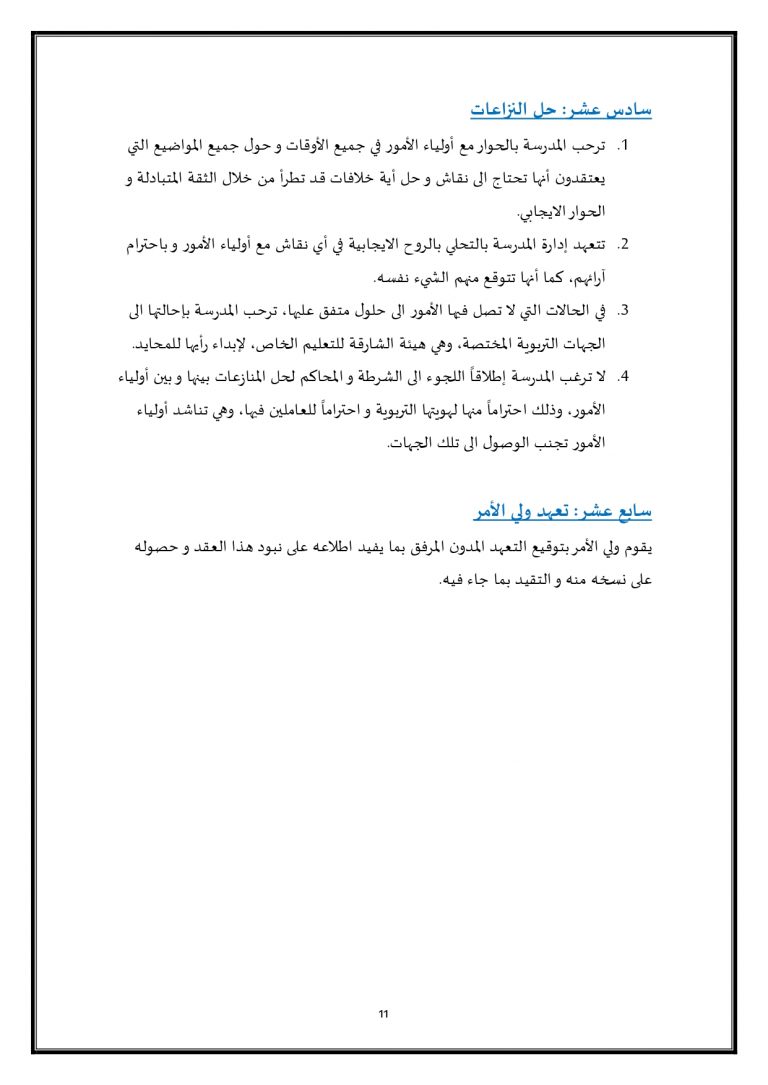 سادس عشر: حل النزاعات
1. ترحب المدرسة بالحوار مع أولياء الأمور في جميع الأوقات و حول جميع المواضيع التي
يعتقدون أنها تحتاج الى نقاش و حل أية خلافات قد تطرأ من خلال الثقة المتبادلة و
الحوار الايجابي.
2. تتعهد إدارة المدرسة بالتحلي بالروح الايجابية في أي نقاش مع أولياء الأمور و باحترام
آرائهم، كما أنها تتوقع منهم الشيء نفسه.
3. في الحالات التي لا تصل فيها الأمور الى حلول متفق عليها، ترحب المدرسة بإحالتها الى
الجهات التربوية المختصة، وهي هيئة الشارقة للتعليم الخاص، لإبداء رأيها للمحايد.
4. لا ترغب المدرسة إطلاقاً اللجوء الى الشرطة و المحاكم لحل المنازعات بينها و بين أولياء
الأمور، وذلك احتراماً منها لهويتها التربوية و احتراماً للعاملين فيها، وهي تناشد أولياء
الأمور تجنب الوصول الى تلك الجهات.
سابع عشر: تعهد ولي الأمر
يقوم ولي الأمر بتوقيع التعهد المدون المرفق بما يفيد اطلاعه على نبود هذا العقد و حصوله
على نسخه منه و التقيد بما جاء فيه.
11